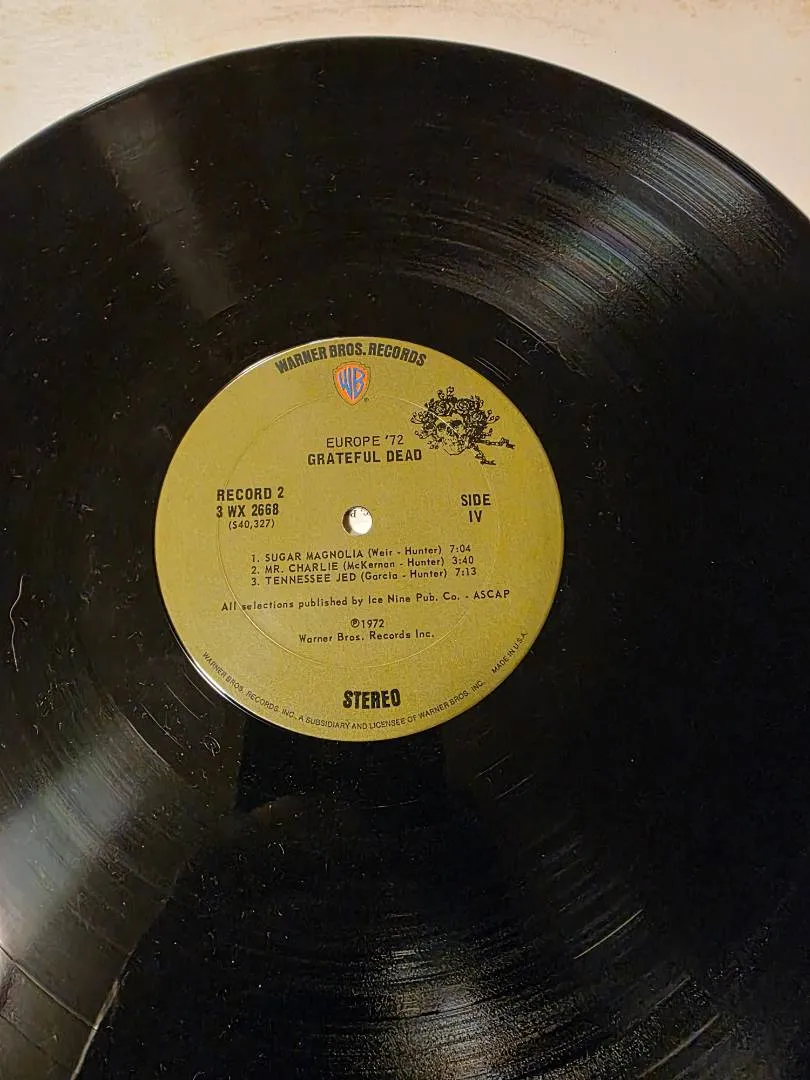 WARNER BROS. RECORDS
WB
®
EUROPE '72
GRATEFUL DEAD
RECORD 2
3 WX 2668
(S40,327)
SIDE
IV
1. SUGAR MAGNOLIA (Weir - Hunter) 7:04
2. MR. CHARLIE (McKernan - Hunter) 3:40
3. TENNESSEE JED (Garcia - Hunter) 7:13
All selections published by Ice Nine Pub. Co. - ASCAP
℗1972
Warner Bros. Records Inc.
STEREO
WARNER BROS. RECORDS, INC., A SUBSIDIARY AND LICENSEE OF WARNER BROS. INC. MADE IN U.S.A.